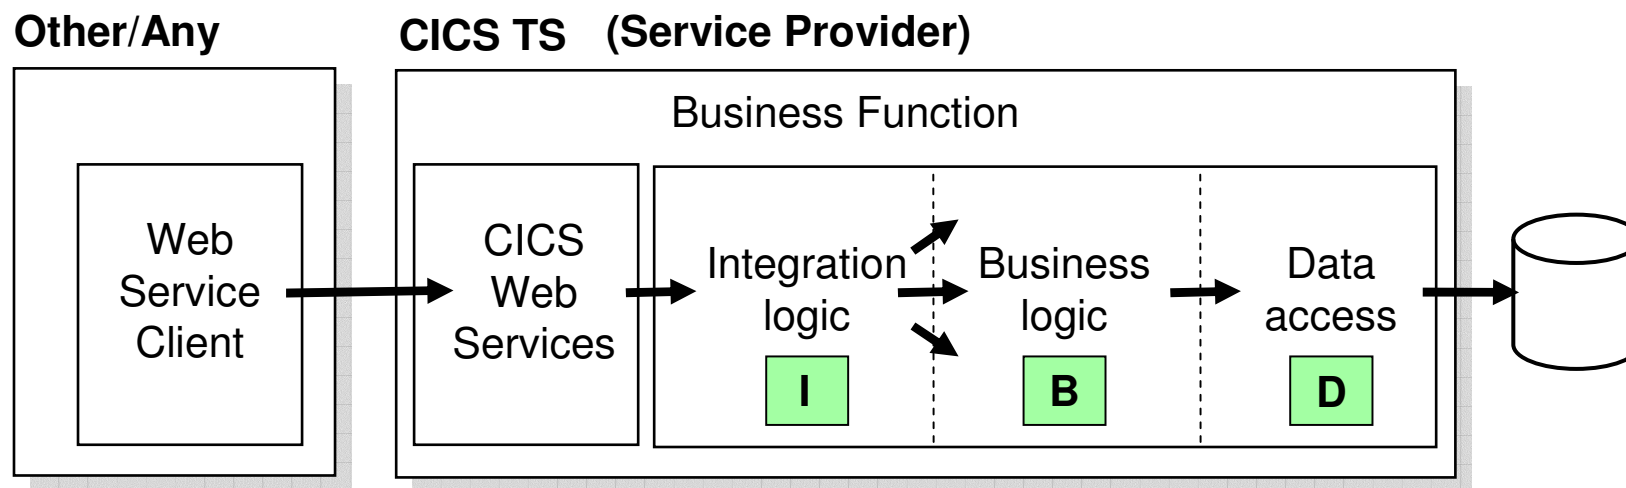 Other/Any
CICS TS (Service Provider)
Business Function
Web
Service
Client
CICS
Web
Services
Integration
logic
I
Business
logic
B
Data
access
D